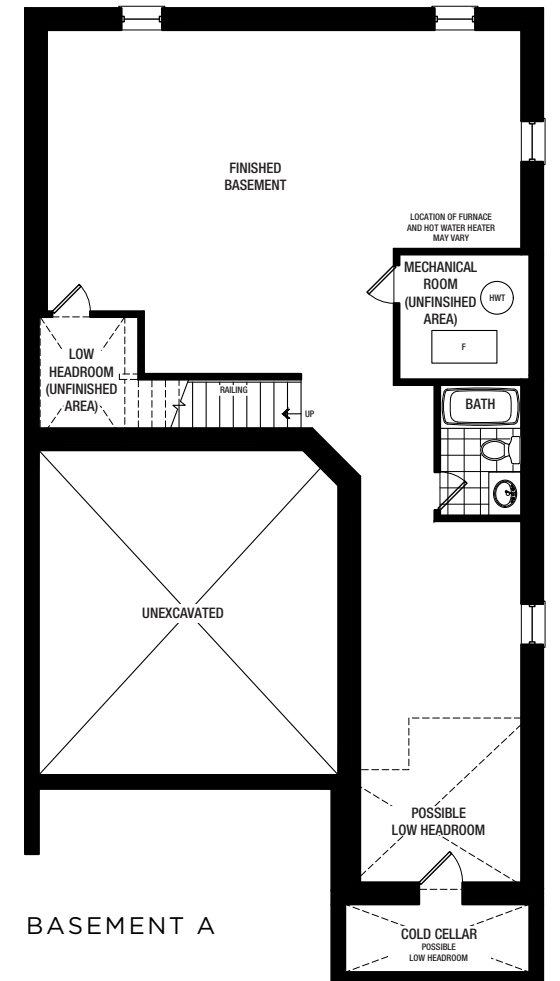 FINISHED
BASEMENT
LOCATION OF FURNACE
AND HOT WATER HEATER
MAY VARY
MECHANICAL
ROOM
(UNFINSIHED
AREA)
HWT
F
LOW
HEADROOM
(UNFINISHED
AREA)
RAILING
UP
BATH
UNEXCAVATED
POSSIBLE
LOW HEADROOM
BASEMENT A
COLD CELLAR
POSSIBLE
LOW HEADROOM